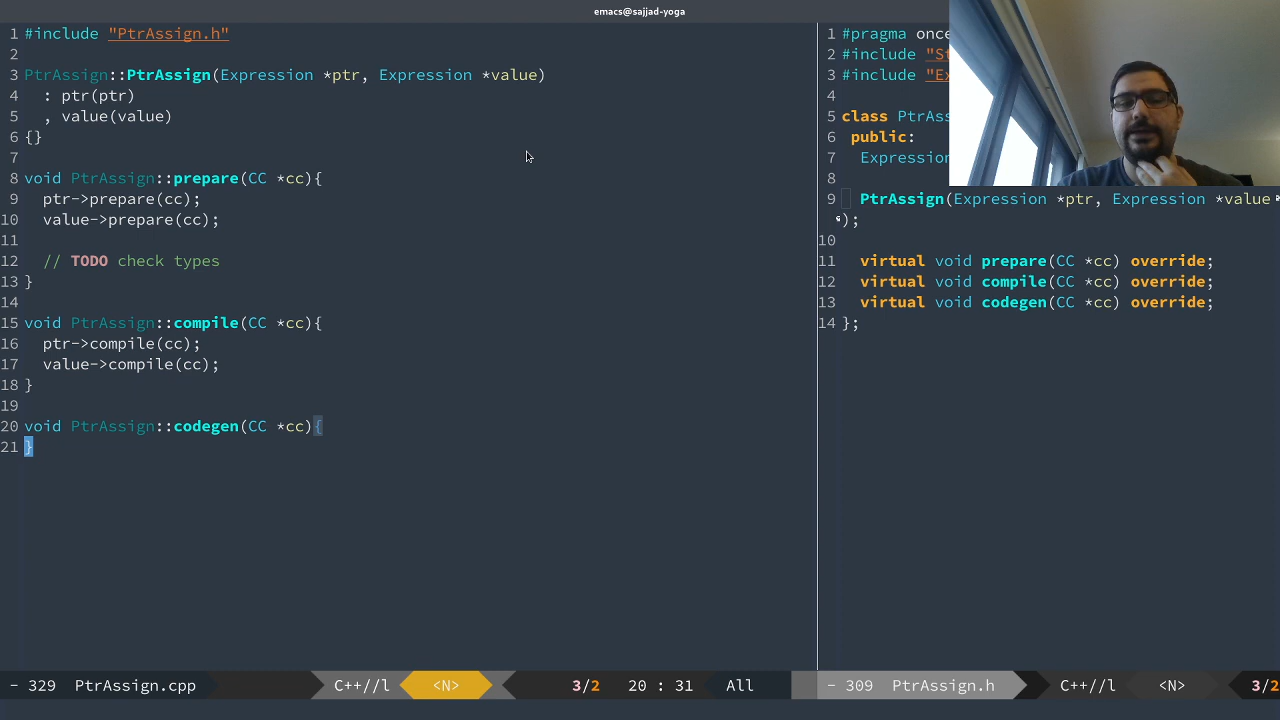 emacs@sajjad-yoga
1 #include "PtrAssign.h"
2
3 PtrAssign::PtrAssign(Expression *ptr, Expression *value)
4   : ptr(ptr)
5   , value(value)
6 {}
7
8 void PtrAssign::prepare(CC *cc){
9   ptr->prepare(cc);
10   value->prepare(cc);
11
12   // TODO check types
13 }
14
15 void PtrAssign::compile(CC *cc){
16   ptr->compile(cc);
17   value->compile(cc);
18 }
19
20 void PtrAssign::codegen(CC *cc){
21 }
- 329 PtrAssign.cpp C++//l <N> 3/2 20 : 31 All
1 #pragma once
2 #include
3 #include
4
5 class
6 public:
7   Expression
8
9   PtrAssign(Expression *ptr, Expression *value
);
10
11   virtual void prepare(CC *cc) override;
12   virtual void compile(CC *cc) override;
13   virtual void codegen(CC *cc) override;
14 };
- 309 PtrAssign.h C++//l <N> 3/2